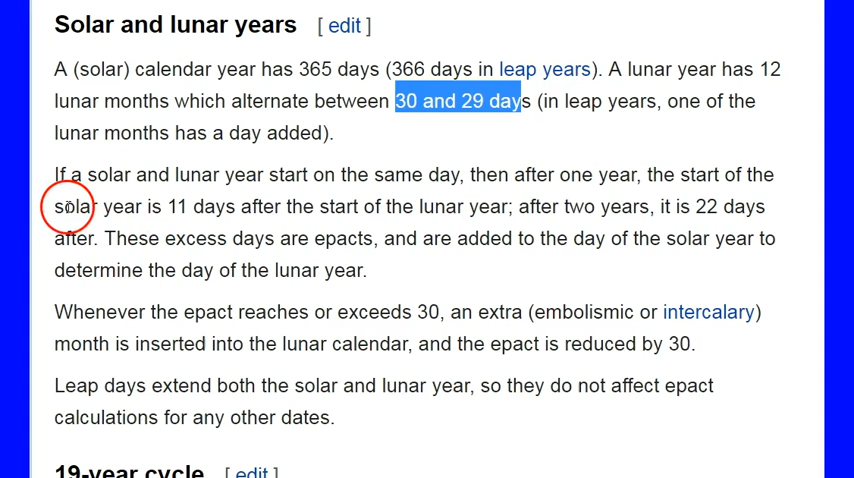 Solar and lunar years [ edit ]
A (solar) calendar year has 365 days (366 days in leap years). A lunar year has 12
lunar months which alternate between 30 and 29 days (in leap years, one of the
lunar months has a day added).
If a solar and lunar year start on the same day, then after one year, the start of the
solar year is 11 days after the start of the lunar year; after two years, it is 22 days
after. These excess days are epacts, and are added to the day of the solar year to
determine the day of the lunar year.
Whenever the epact reaches or exceeds 30, an extra (embolismic or intercalary)
month is inserted into the lunar calendar, and the epact is reduced by 30.
Leap days extend both the solar and lunar year, so they do not affect epact
calculations for any other dates.
19-year cycle [ edit ]